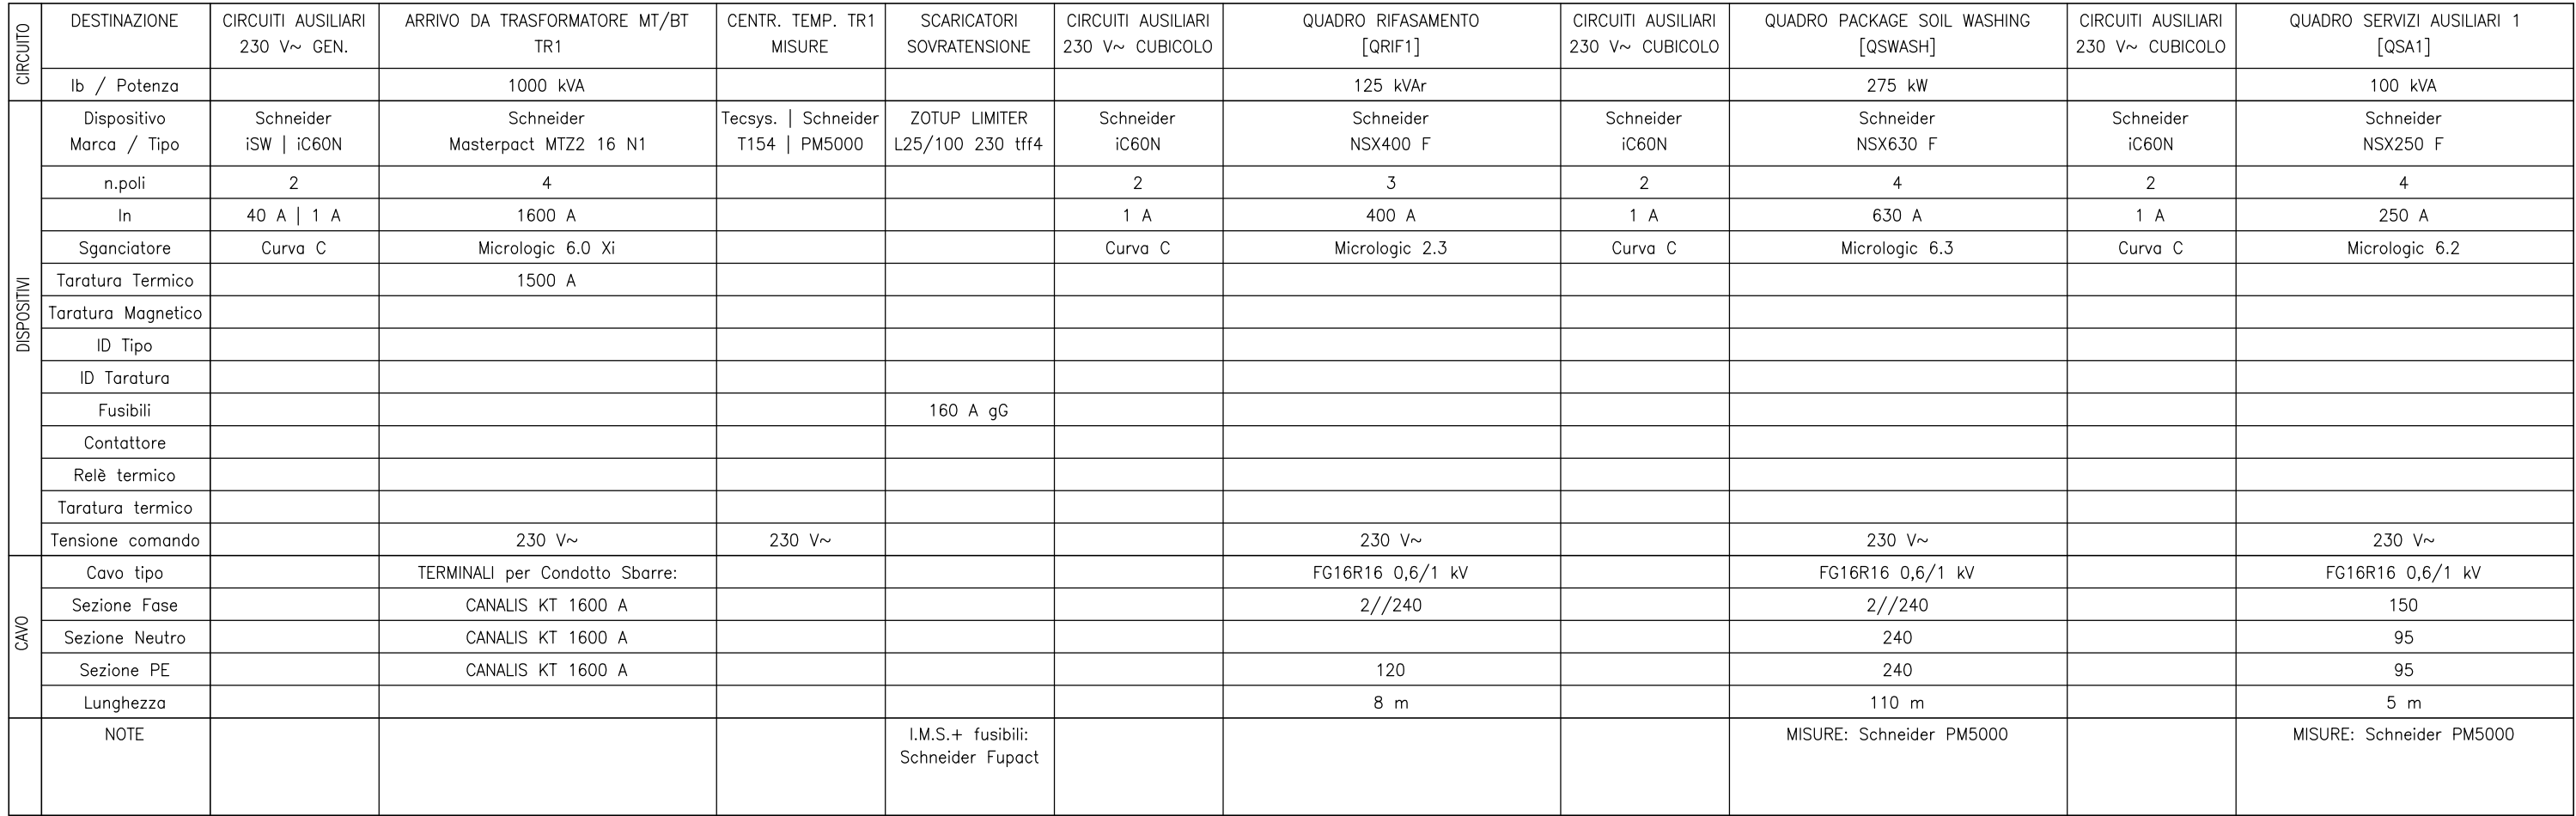 CIRCUITO
DESTINAZIONE
CIRCUITI AUSILIARI
230 V~ GEN.
ARRIVO DA TRASFORMATORE MT/BT
TR1
CENTR. TEMP. TR1
MISURE
SCARICATORI
SOVRATENSIONE
CIRCUITI AUSILIARI
230 V~ CUBICOLO
QUADRO RIFASAMENTO
[QRIF1]
CIRCUITI AUSILIARI
230 V~ CUBICOLO
QUADRO PACKAGE SOIL WASHING
[QSWASH]
CIRCUITI AUSILIARI
230 V~ CUBICOLO
QUADRO SERVIZI AUSILIARI 1
[QSA1]
Ib / Potenza 1000 kVA 125 kVAr 275 kW 100 kVA
DISPOSITIVI
Dispositivo
Marca / Tipo
Schneider
iSW | iC60N
Schneider
Masterpact MTZ2 16 N1
Tecsys. | Schneider
T154 | PM5000
ZOTUP LIMITER
L25/100 230 tff4
Schneider
iC60N
Schneider
NSX400 F
Schneider
iC60N
Schneider
NSX630 F
Schneider
iC60N
Schneider
NSX250 F
n.poli 2 4 2 3 2 4 2 4
In 40 A | 1 A 1600 A 1 A 400 A 1 A 630 A 1 A 250 A
Sganciatore Curva C Micrologic 6.0 Xi Curva C Micrologic 2.3 Curva C Micrologic 6.3 Curva C Micrologic 6.2
Taratura Termico 1500 A
Taratura Magnetico
ID Tipo
ID Taratura
Fusibili 160 A gG
Contattore
Relè termico
Taratura termico
Tensione comando 230 V~ 230 V~ 230 V~ 230 V~ 230 V~
CAVO
Cavo tipo TERMINALI per Condotto Sbarre: FG16R16 0,6/1 kV FG16R16 0,6/1 kV FG16R16 0,6/1 kV
Sezione Fase CANALIS KT 1600 A 2//240 2//240 150
Sezione Neutro CANALIS KT 1600 A 240 95
Sezione PE CANALIS KT 1600 A 120 240 95
Lunghezza 8 m 110 m 5 m
NOTE
I.M.S.+ fusibili:
Schneider Fupact
MISURE: Schneider PM5000
MISURE: Schneider PM5000